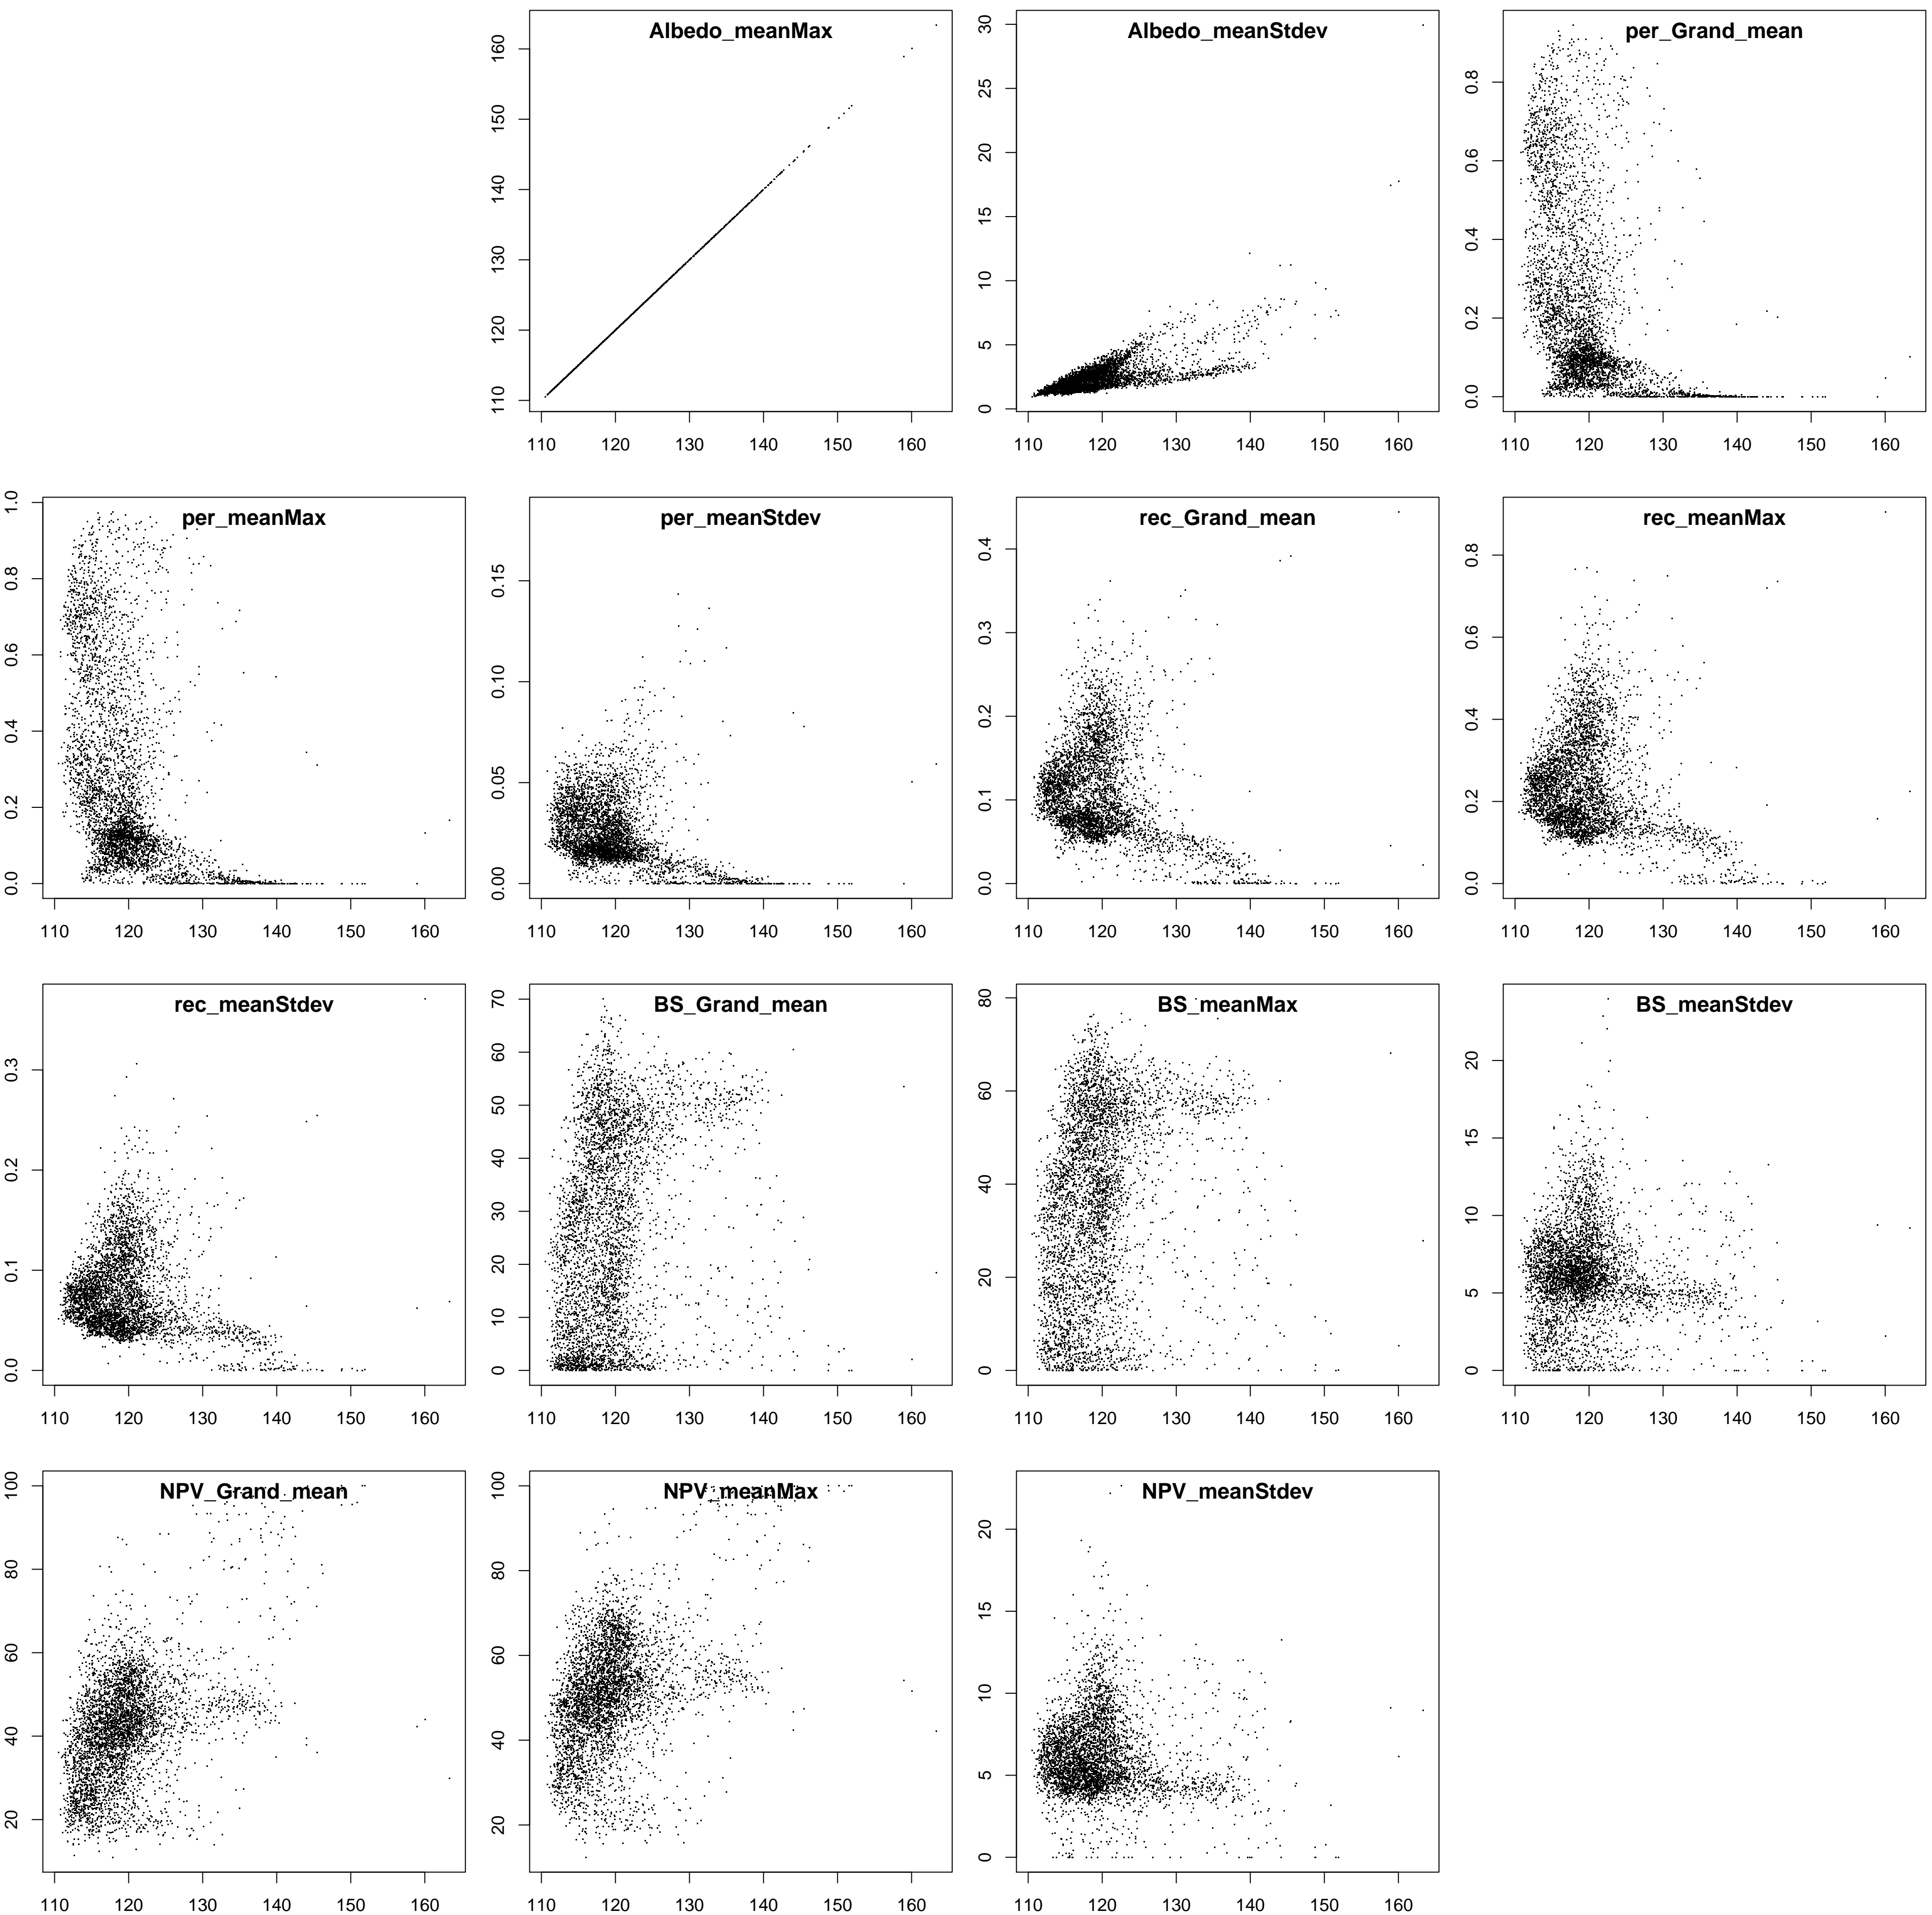 Albedo_meanMax
110 120 130 140 150 160
110 120 130 140 150 160
Albedo_meanStdev
0 5 10 15 20 25 30
110 120 130 140 150 160
per_Grand_mean
0.0 0.2 0.4 0.6 0.8
110 120 130 140 150 160
per_meanMax
0.0 0.2 0.4 0.6 0.8 1.0
110 120 130 140 150 160
per_meanStdev
0.00 0.05 0.10 0.15
110 120 130 140 150 160
rec_Grand_mean
0.0 0.1 0.2 0.3 0.4
110 120 130 140 150 160
rec_meanMax
0.0 0.2 0.4 0.6 0.8
110 120 130 140 150 160
rec_meanStdev
0.0 0.1 0.2 0.3
110 120 130 140 150 160
BS_Grand_mean
0 10 20 30 40 50 60 70
110 120 130 140 150 160
BS_meanMax
0 20 40 60 80
110 120 130 140 150 160
BS_meanStdev
0 5 10 15 20
110 120 130 140 150 160
NPV_Grand_mean
20 40 60 80 100
110 120 130 140 150 160
NPV_meanMax
20 40 60 80 100
110 120 130 140 150 160
NPV_meanStdev
0 5 10 15 20
110 120 130 140 150 160